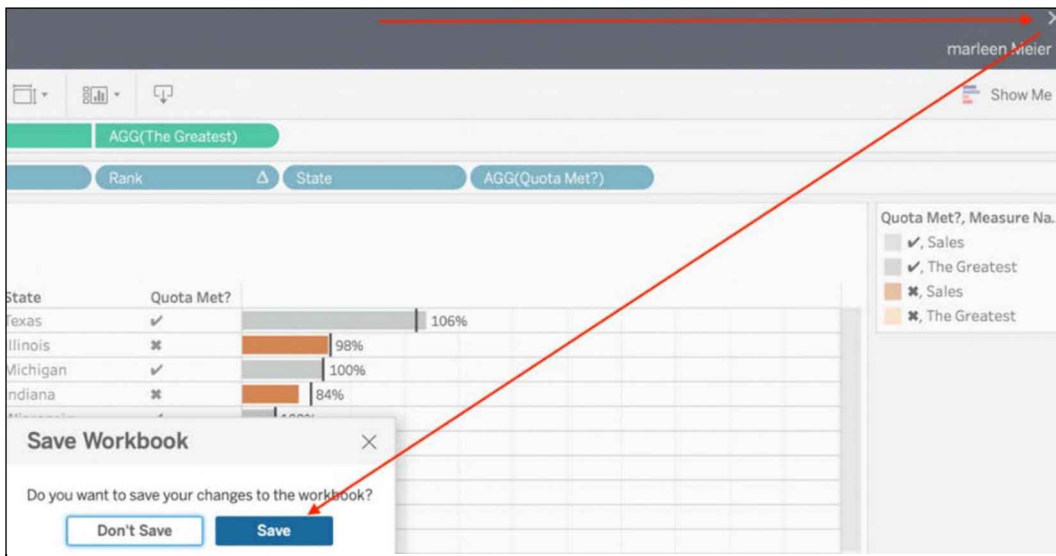 marleen Meier
Show Me
AGG(The Greatest)
Rank Δ State AGG(Quota Met?)
Quota Met?, Measure Na..
✔, Sales
✔, The Greatest
✖, Sales
✖, The Greatest
State Quota Met?
Texas ✔ 106%
Illinois ✖ 98%
Michigan ✔ 100%
Indiana ✖ 84%
Save Workbook
Do you want to save your changes to the workbook?
Don't Save Save